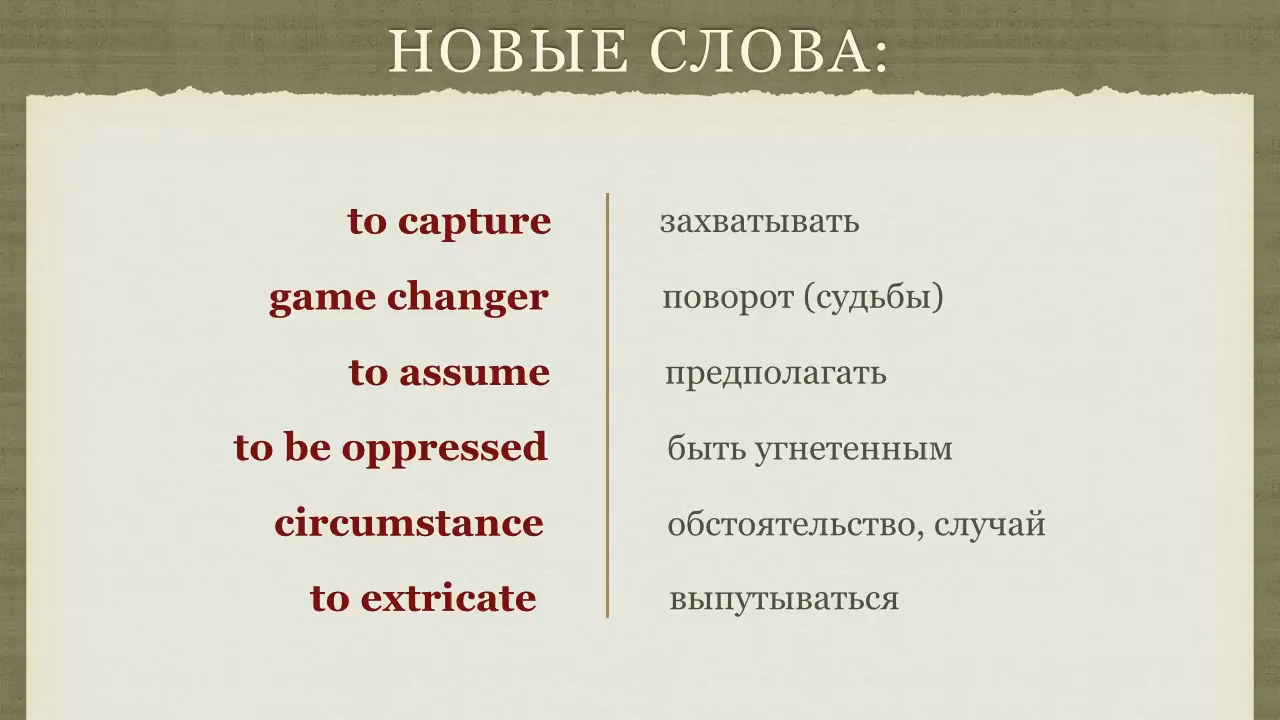 НОВЫЕ СЛОВА:
to capture захватывать
game changer поворот (судьбы)
to assume предполагать
to be oppressed быть угнетенным
circumstance обстоятельство, случай
to extricate выпутываться